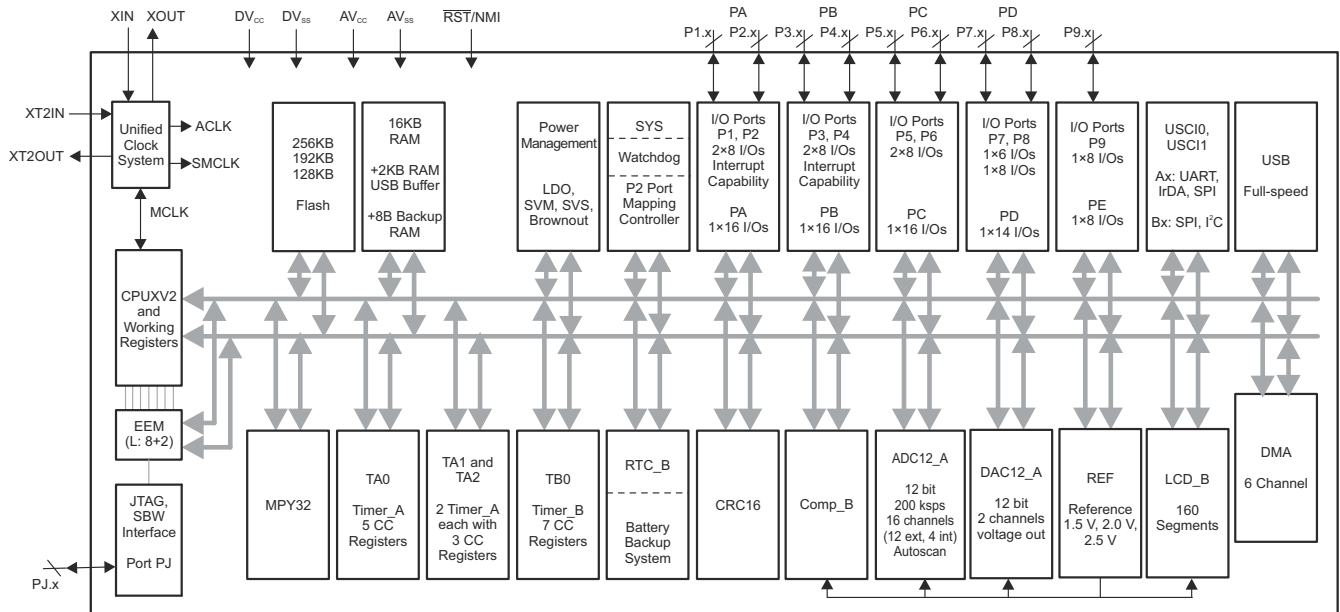 XIN XOUT
DVCC DVSS AVCC AVSS
RST/NMI
PA PB PC PD
P1.x P2.x P3.x P4.x P5.x P6.x P7.x P8.x P9.x
XT2IN
XT2OUT
Unified
Clock
System
ACLK
SMCLK
MCLK
256KB
192KB
128KB
Flash
16KB
RAM
+2KB RAM
USB Buffer
+8B Backup
RAM
Power
Management
LDO,
SVM, SVS,
Brownout
SYS
Watchdog
P2 Port
Mapping
Controller
I/O Ports
P1, P2
2×8 I/Os
Interrupt
Capability
PA
1×16 I/Os
I/O Ports
P3, P4
2×8 I/Os
Interrupt
Capability
PB
1×16 I/Os
I/O Ports
P5, P6
2×8 I/Os
PC
1×16 I/Os
I/O Ports
P7, P8
1×6 I/Os
1×8 I/Os
PD
1×14 I/Os
I/O Ports
P9
1×8 I/Os
PE
1×8 I/Os
USCI0,
USCI1
Ax: UART,
IrDA, SPI
Bx: SPI, I²C
USB
Full-speed
CPUXV2
and
Working
Registers
EEM
(L: 8+2)
JTAG,
SBW
Interface
Port PJ
PJ.x
MPY32
TA0
Timer_A
5 CC
Registers
TA1 and
TA2
2 Timer_A
each with
3 CC
Registers
TB0
Timer_B
7 CC
Registers
RTC_B
Battery
Backup
System
CRC16
Comp_B
ADC12_A
12 bit
200 ksps
16 channels
(12 ext, 4 int)
Autoscan
DAC12_A
12 bit
2 channels
voltage out
REF
Reference
1.5 V, 2.0 V,
2.5 V
LCD_B
160
Segments
DMA
6 Channel